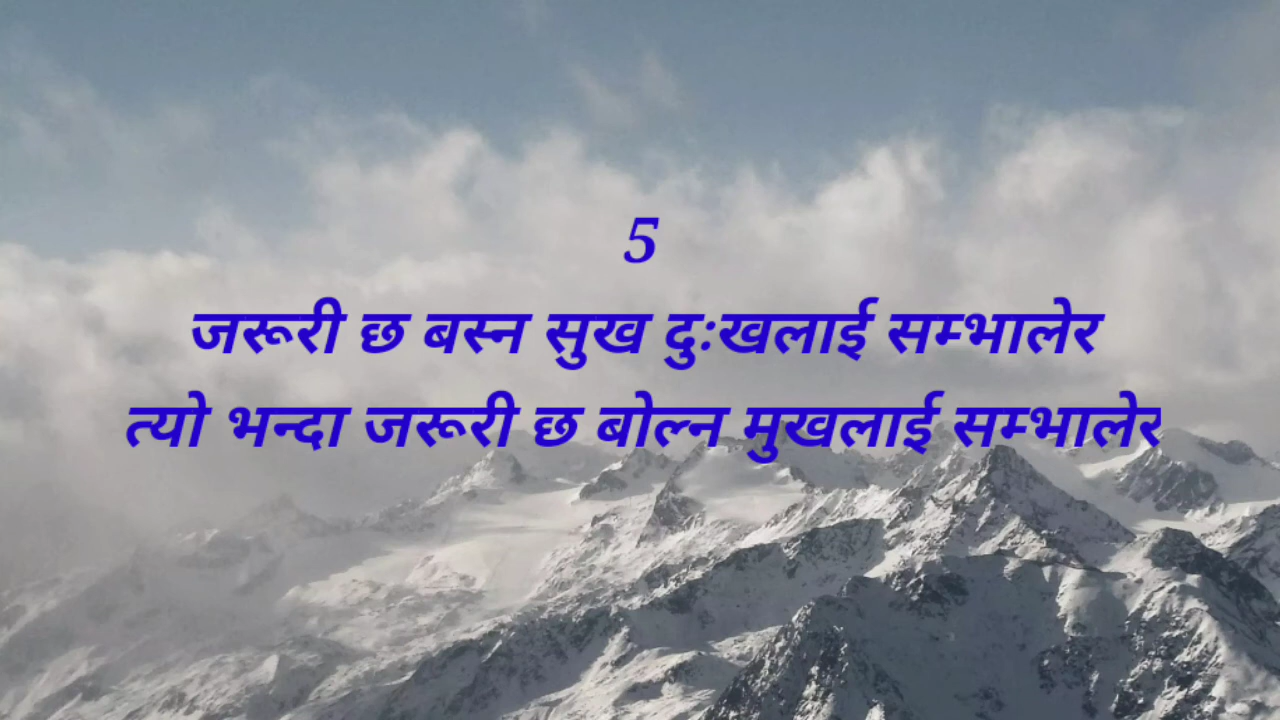 5
जरूरी छ बस्न सुख दुःखलाई सम्भालेर
त्यो भन्दा जरूरी छ बोल्न मुखलाई सम्भालेर